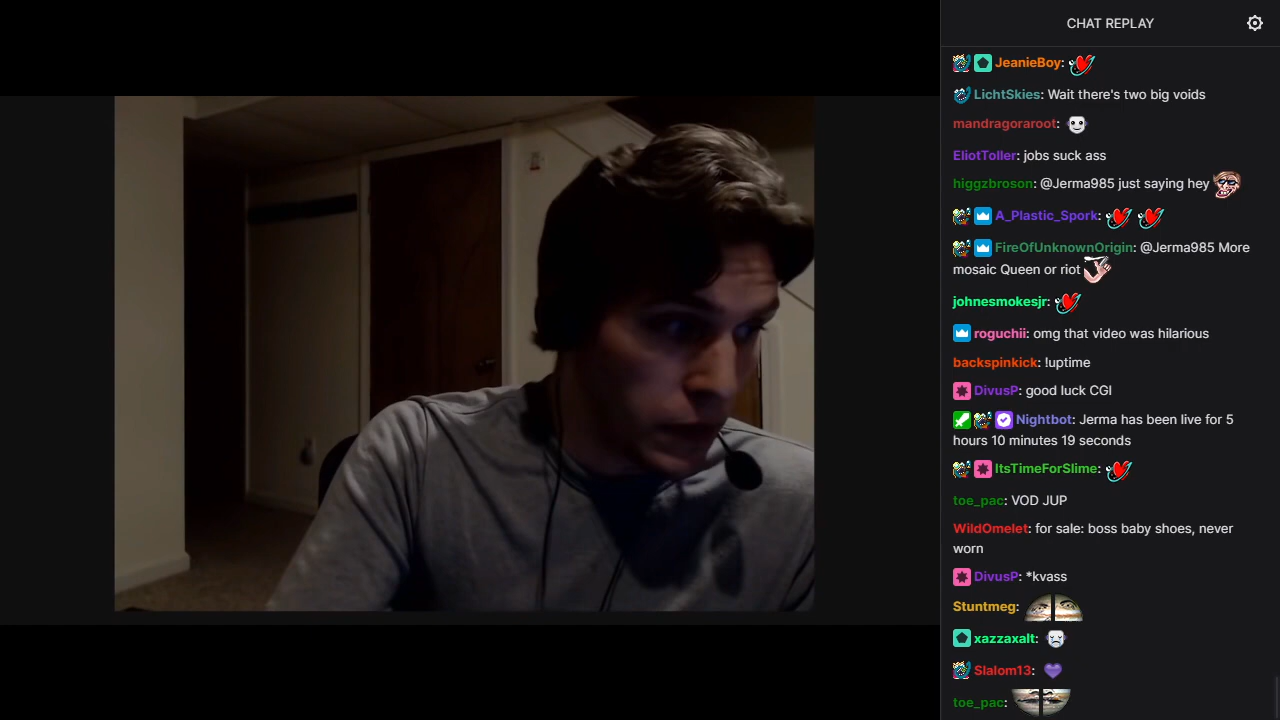 CHAT REPLAY
JeanieBoy:
LichtSkies: Wait there's two big voids
mandragoraroot:
EliotToller: jobs suck ass
higgzbroson: @Jerma985 just saying hey
A_Plastic_Spork:
FireOfUnknownOrigin: @Jerma985 More
mosaic Queen or riot
johnesmokesjr:
roguchii: omg that video was hilarious
backspinkick: !uptime
DivusP: good luck CGI
Nightbot: Jerma has been live for 5
hours 10 minutes 19 seconds
ItsTimeForSlime:
toe_pac: VOD JUP
WildOmelet: for sale: boss baby shoes, never
worn
DivusP: *kvass
Stuntmeg:
xazzaxalt:
Slalom13:
toe_pac: